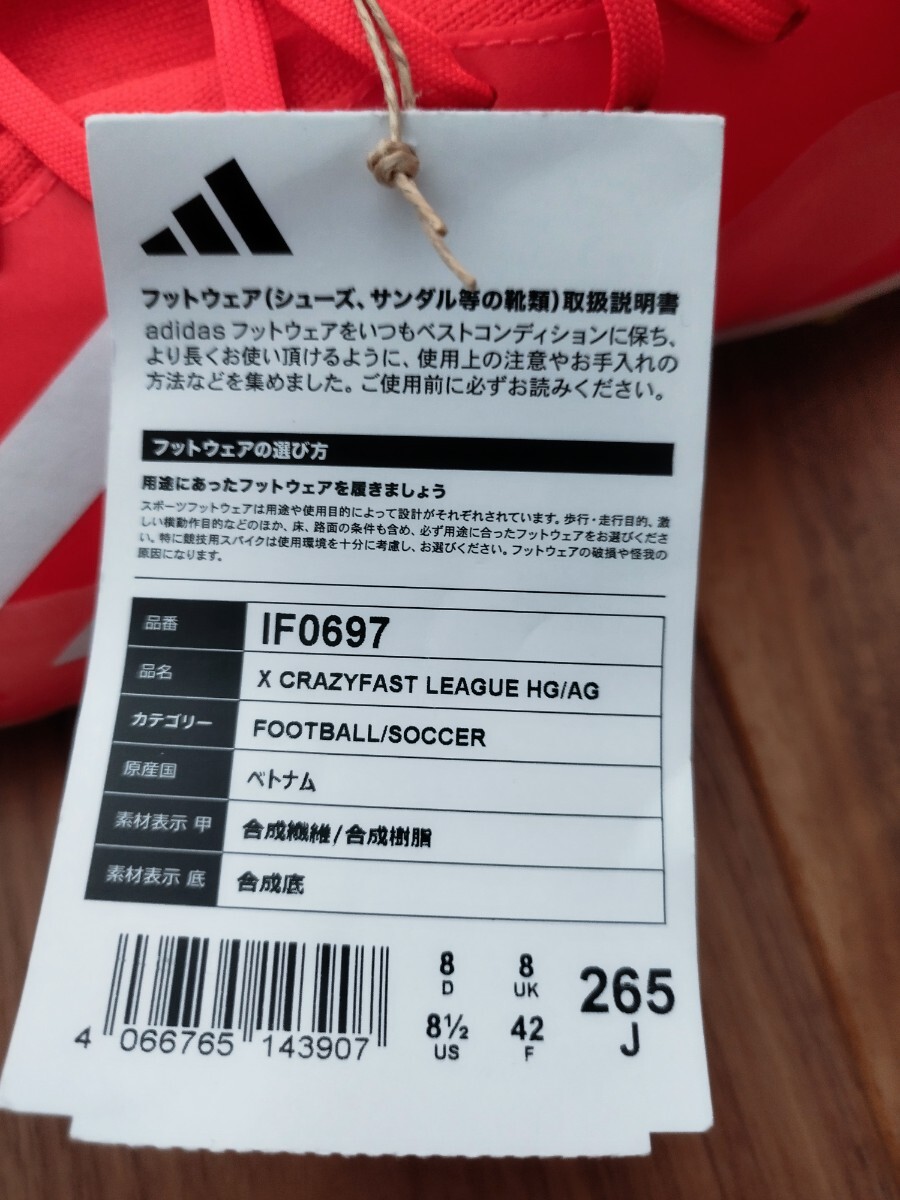 フットウェア(シューズ、サンダル等の靴類)取扱説明書
adidas フットウェアをいつもベストコンディションに保ち、
より長くお使い頂けるように、使用上の注意やお手入れの
方法などを集めました。ご使用前に必ずお読みください。
フットウェアの選び方
用途にあったフットウェアを履きましょう
スポーツフットウェアは用途や使用目的によって設計がそれぞれされています。歩行・走行目的、激
しい横動作目的などのほか、床、路面の条件も含め、必ず用途に合ったフットウェアをお選びくださ
い。特に競技用スパイクは使用環境を十分に考慮し、お選びください。フットウェアの破損や怪我の
原因になります。
品番 IF0697
品名 X CRAZYFAST LEAGUE HG/AG
カテゴリー FOOTBALL/SOCCER
原産国 ベトナム
素材表示 甲 合成繊維/合成樹脂
素材表示 底 合成底
4 066765 143907
8 8 265
D UK J
8½ 42
US F